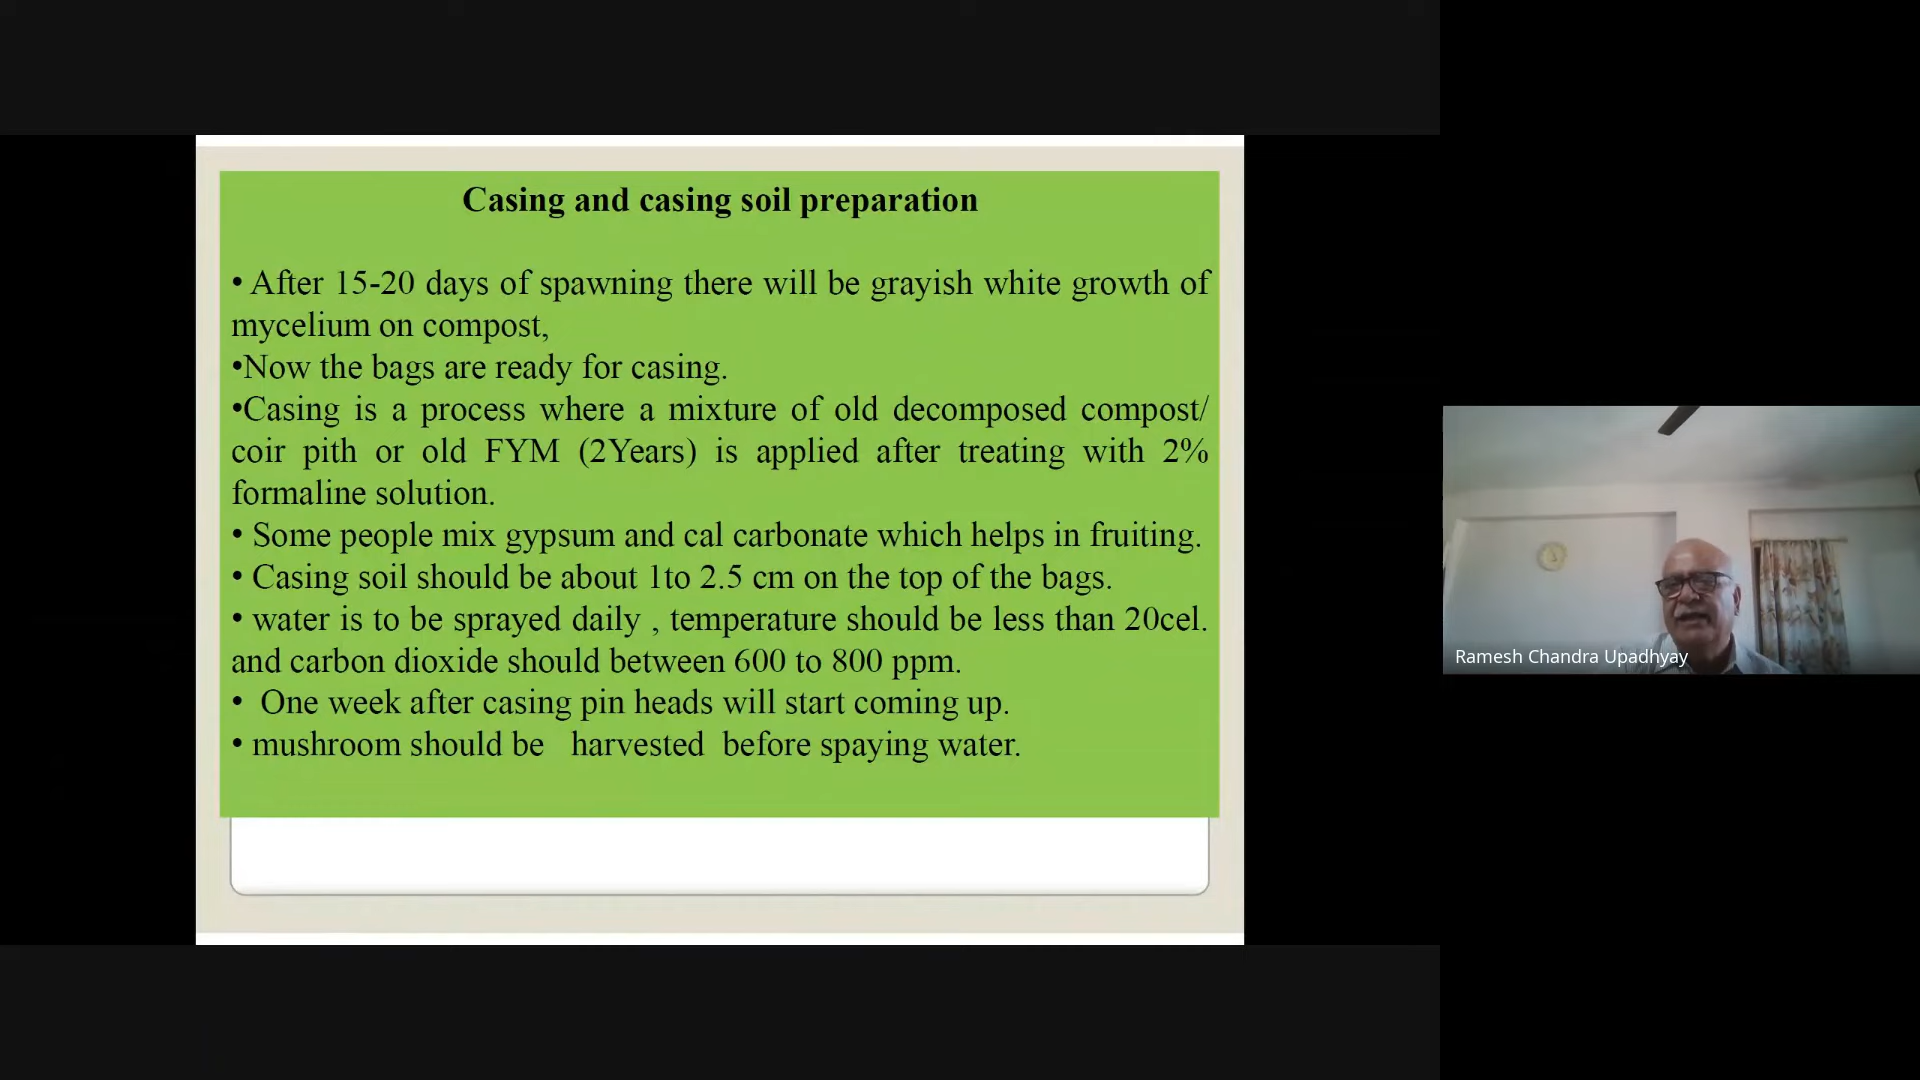 Casing and casing soil preparation
• After 15-20 days of spawning there will be grayish white growth of
mycelium on compost,
•Now the bags are ready for casing.
•Casing is a process where a mixture of old decomposed compost/
coir pith or old FYM (2Years) is applied after treating with 2%
formaline solution.
• Some people mix gypsum and cal carbonate which helps in fruiting.
• Casing soil should be about 1to 2.5 cm on the top of the bags.
• water is to be sprayed daily , temperature should be less than 20cel.
and carbon dioxide should between 600 to 800 ppm.
• One week after casing pin heads will start coming up.
• mushroom should be harvested before spaying water.
Ramesh Chandra Upadhyay